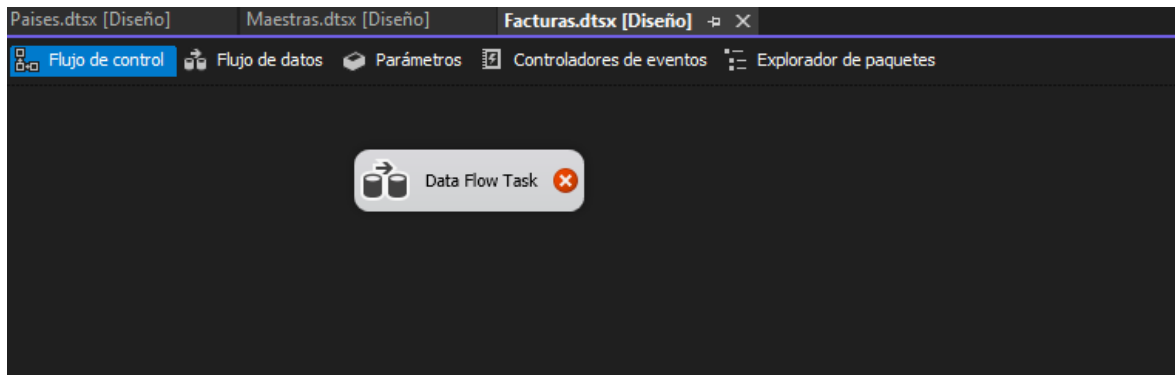 Paises.dtsx [Diseño] Maestras.dtsx [Diseño] Facturas.dtsx [Diseño]
Flujo de control Flujo de datos Parámetros Controladores de eventos Explorador de paquetes
Data Flow Task